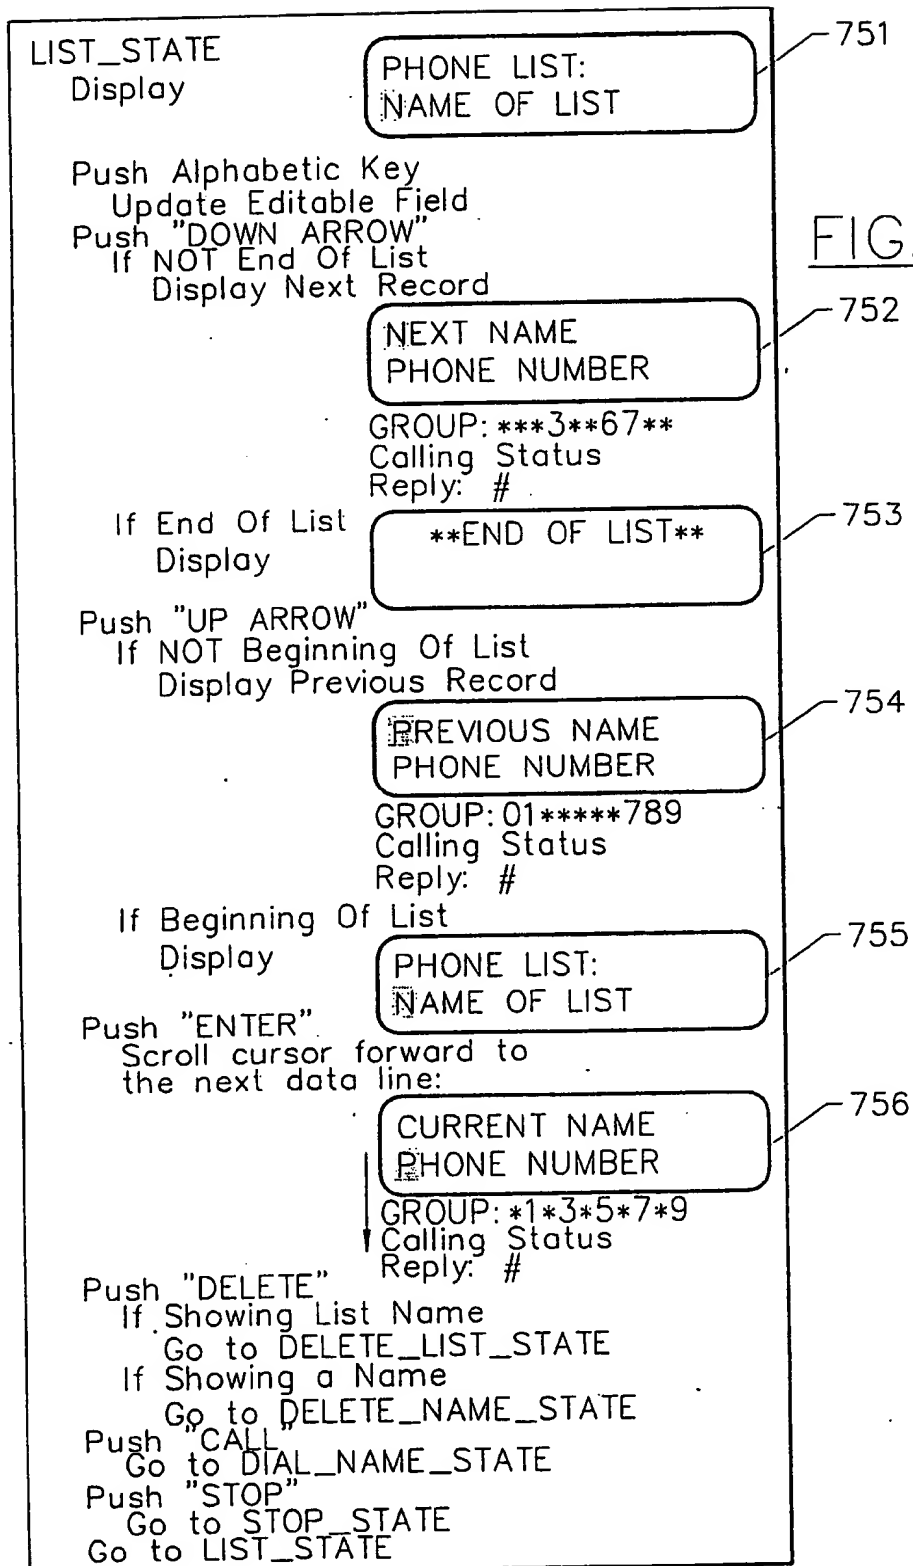 LIST_STATE
Display
PHONE LIST:
NAME OF LIST
751
Push Alphabetic Key
Update Editable Field
Push "DOWN ARROW"
If NOT End Of List
Display Next Record
FIG.
NEXT NAME
PHONE NUMBER
752
GROUP: ***3**67**
Calling Status
Reply: #
If End Of List
Display
**END OF LIST**
753
Push "UP ARROW"
If NOT Beginning Of List
Display Previous Record
PREVIOUS NAME
PHONE NUMBER
754
GROUP: 01*****789
Calling Status
Reply: #
If Beginning Of List
Display
PHONE LIST:
NAME OF LIST
755
Push "ENTER"
Scroll cursor forward to
the next data line:
CURRENT NAME
PHONE NUMBER
756
GROUP: *1*3*5*7*9
Calling Status
Reply: #
Push "DELETE"
If Showing List Name
Go to DELETE_LIST_STATE
If Showing a Name
Go to DELETE_NAME_STATE
Push "CALL"
Go to DIAL_NAME_STATE
Push "STOP"
Go to STOP_STATE
Go to LIST_STATE